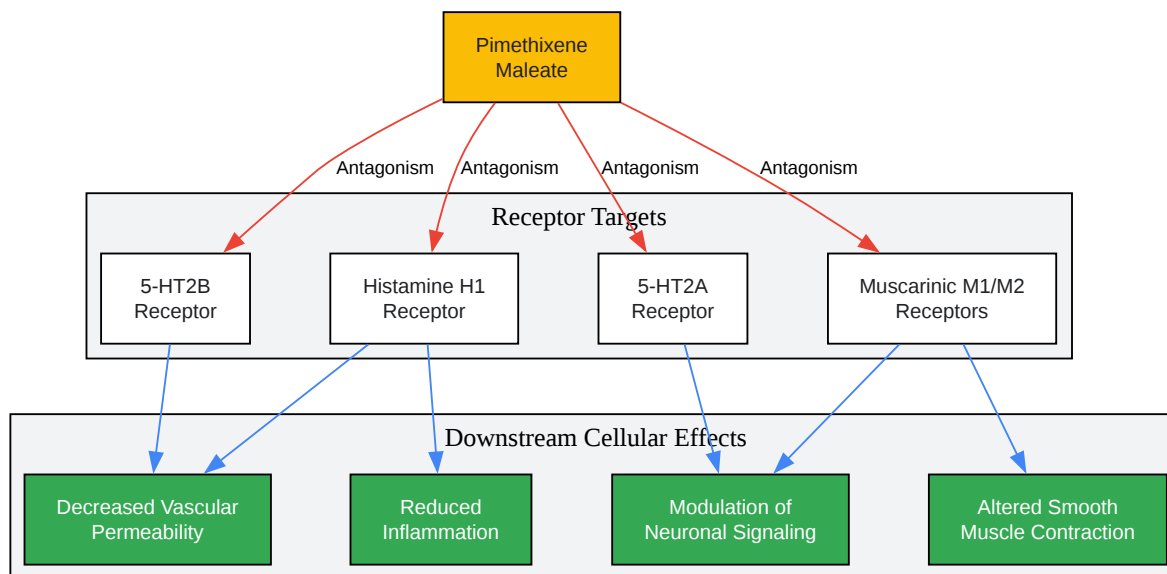 Pimethixene
Maleate
Antagonism
Antagonism
Antagonism
Antagonism
Receptor Targets
5-HT2B
Receptor
Histamine H1
Receptor
5-HT2A
Receptor
Muscarinic M1/M2
Receptors
Downstream Cellular Effects
Decreased Vascular
Permeability
Reduced
Inflammation
Modulation of
Neuronal Signaling
Altered Smooth
Muscle Contraction